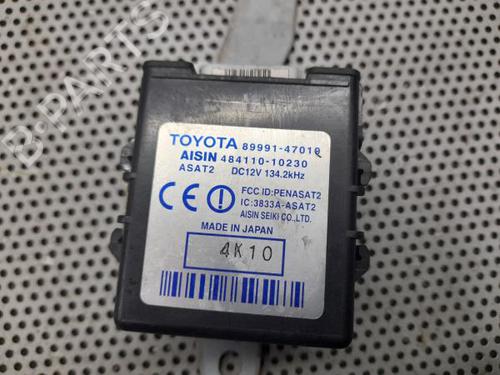 B-PARTS
TOYOTA 89991-47010
AISIN 484110-10230
ASAT2 DC12V 134.2kHz
CE
FCC ID:PENASAT2
IC:3833A-ASAT2
AISIN SEIKI CO.,LTD.
MADE IN JAPAN
4K10